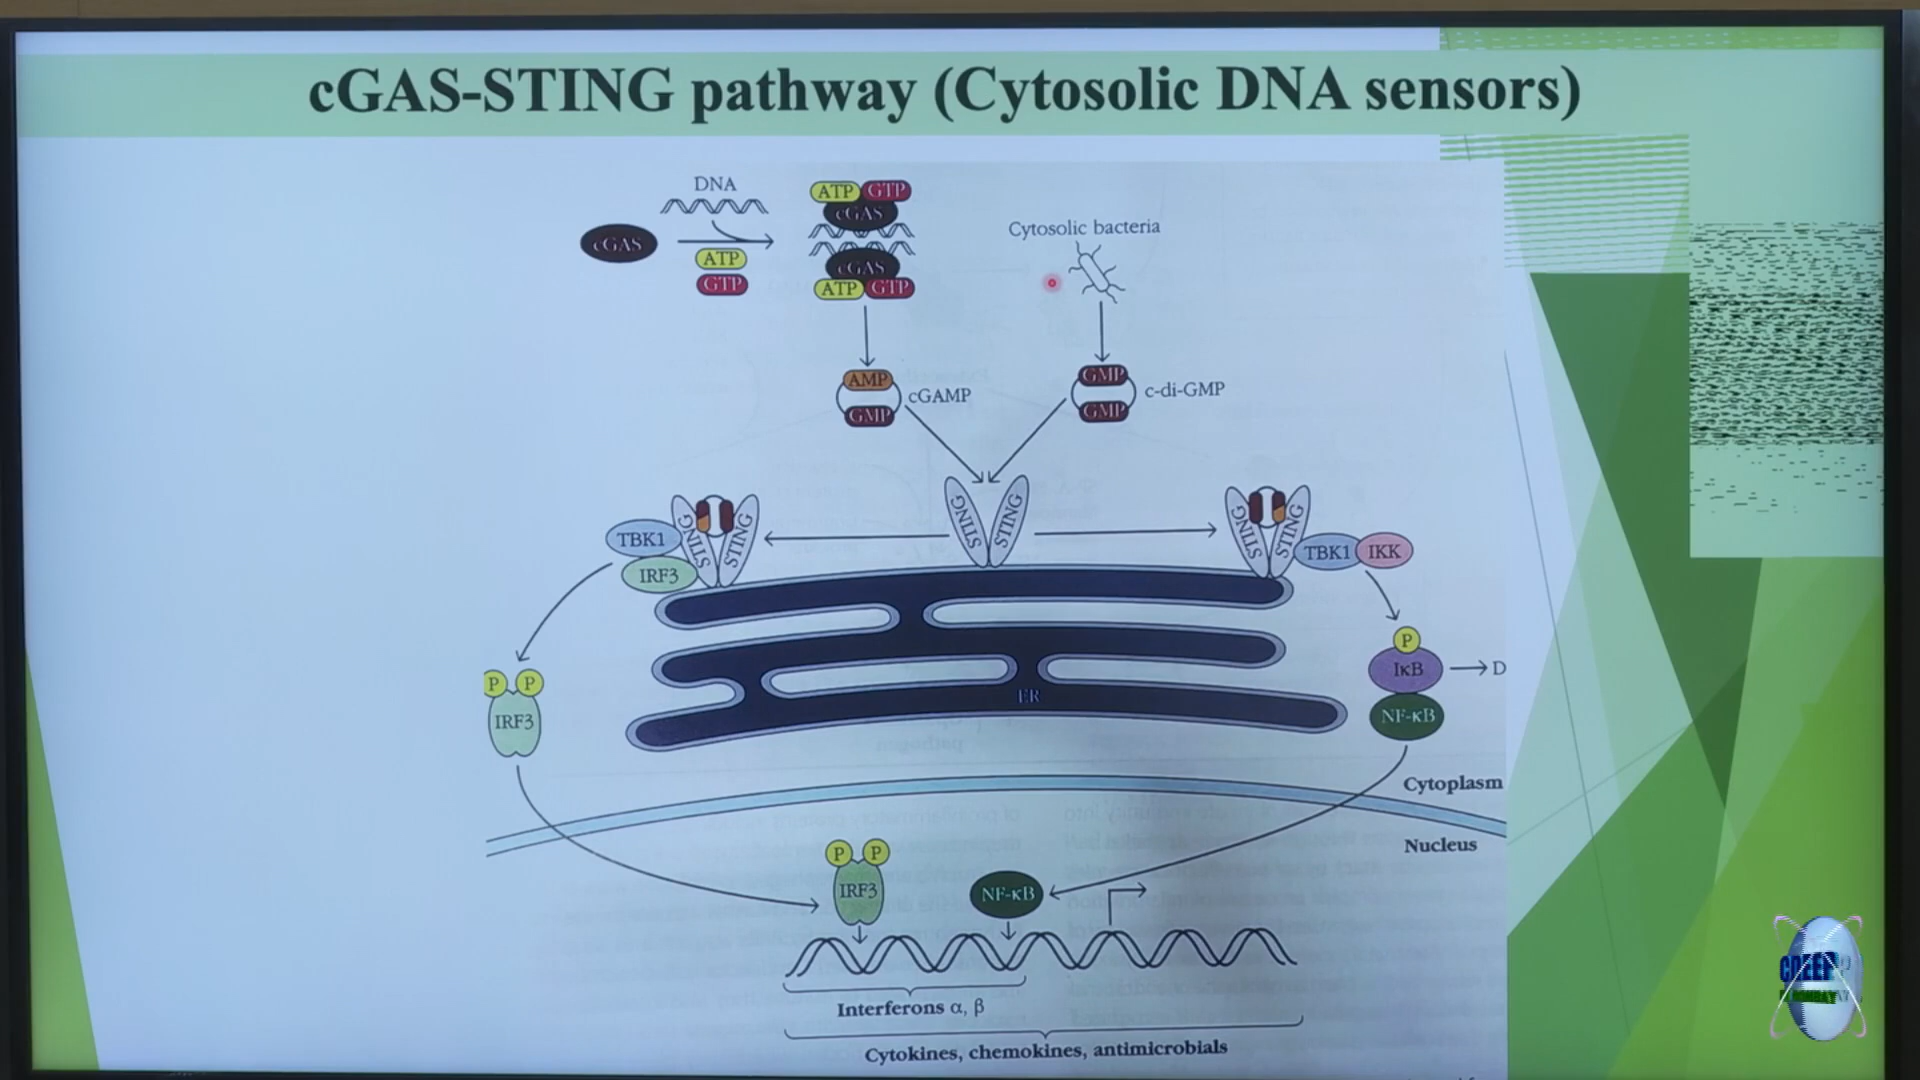 cGAS-STING pathway (Cytosolic DNA sensors)
DNA
cGAS
ATP
GTP
ATP GTP
cGAS
cGAS
ATP GTP
Cytosolic bacteria
AMP
GMP
cGAMP
GMP
GMP
c-di-GMP
STING
STING
TBK1
IRF3
STING
STING
STING
STING
TBK1
IKK
P P
IRF3
ER
P
IκB
D
NF-κB
Cytoplasm
Nucleus
P P
IRF3
NF-κB
Interferons α, β
Cytokines, chemokines, antimicrobials